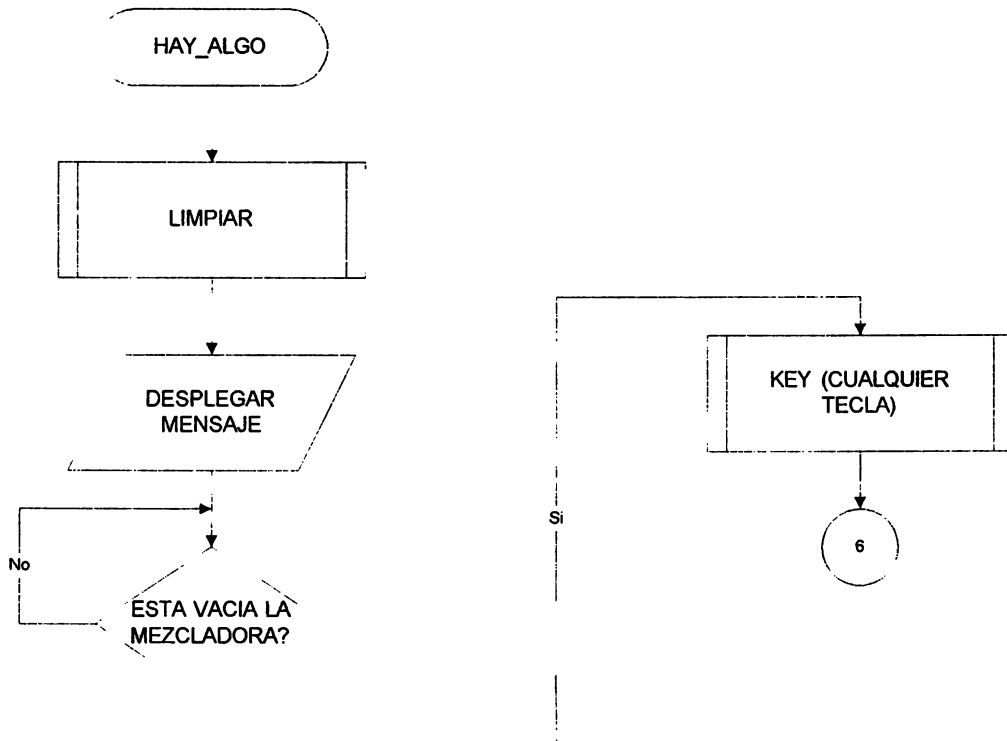 HAY_ALGO
LIMPIAR
DESPLEGAR
MENSAJE
No
ESTA VACIA LA
MEZCLADORA?
Si
KEY (CUALQUIER
TECLA)
6